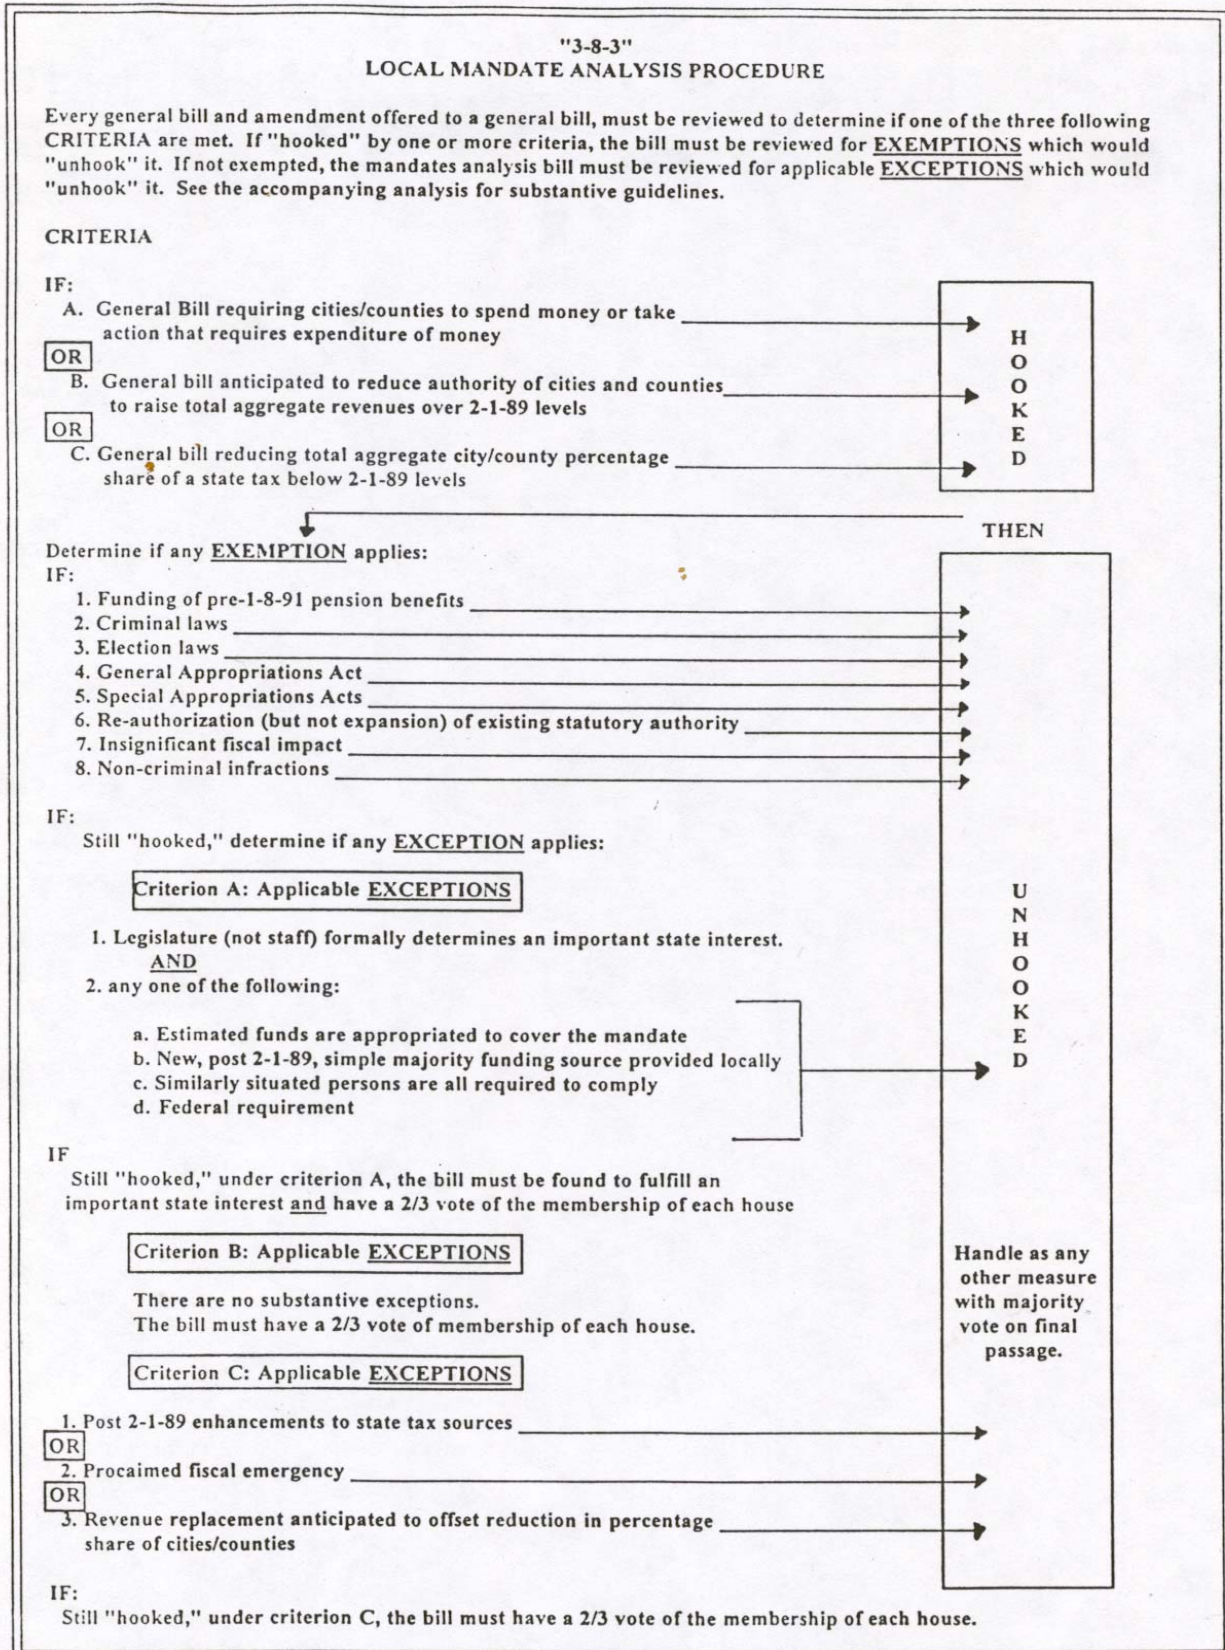 "3-8-3"
LOCAL MANDATE ANALYSIS PROCEDURE
Every general bill and amendment offered to a general bill, must be reviewed to determine if one of the three following
CRITERIA are met. If "hooked" by one or more criteria, the bill must be reviewed for EXEMPTIONS which would
"unhook" it. If not exempted, the mandates analysis bill must be reviewed for applicable EXCEPTIONS which would
"unhook" it. See the accompanying analysis for substantive guidelines.
CRITERIA
IF:
A. General Bill requiring cities/counties to spend money or take
action that requires expenditure of money
OR
B. General bill anticipated to reduce authority of cities and counties
to raise total aggregate revenues over 2-1-89 levels
OR
C. General bill reducing total aggregate city/county percentage
share of a state tax below 2-1-89 levels
H
O
O
K
E
D
THEN
Determine if any EXEMPTION applies:
IF:
1. Funding of pre-1-8-91 pension benefits
2. Criminal laws
3. Election laws
4. General Appropriations Act
5. Special Appropriations Acts
6. Re-authorization (but not expansion) of existing statutory authority
7. Insignificant fiscal impact
8. Non-criminal infractions
IF:
Still "hooked," determine if any EXCEPTION applies:
Criterion A: Applicable EXCEPTIONS
1. Legislature (not staff) formally determines an important state interest.
AND
2. any one of the following:
a. Estimated funds are appropriated to cover the mandate
b. New, post 2-1-89, simple majority funding source provided locally
c. Similarly situated persons are all required to comply
d. Federal requirement
U
N
H
O
O
K
E
D
IF
Still "hooked," under criterion A, the bill must be found to fulfill an
important state interest and have a 2/3 vote of the membership of each house
Criterion B: Applicable EXCEPTIONS
There are no substantive exceptions.
The bill must have a 2/3 vote of membership of each house.
Handle as any
other measure
with majority
vote on final
passage.
Criterion C: Applicable EXCEPTIONS
1. Post 2-1-89 enhancements to state tax sources
OR
2. Procaimed fiscal emergency
OR
3. Revenue replacement anticipated to offset reduction in percentage
share of cities/counties
IF:
Still "hooked," under criterion C, the bill must have a 2/3 vote of the membership of each house.